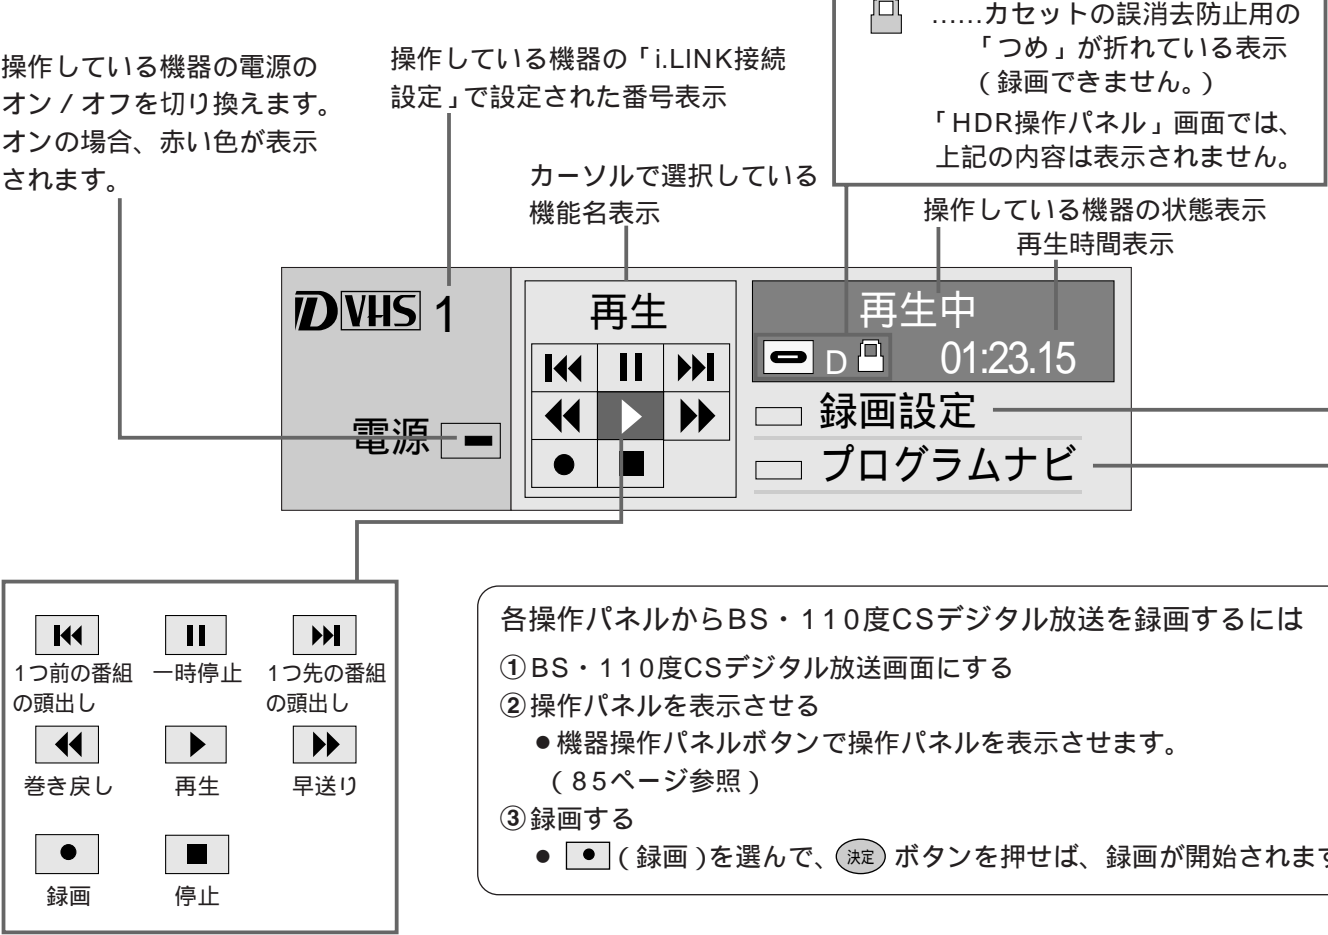 操作している機器の電源の
オン / オフを切り換えます。
オンの場合、赤い色が表示
されます。
操作している機器の「i.LINK接続
設定」で設定された番号表示
カーソルで選択している
機能名表示
……カセットの誤消去防止用の
「つめ」が折れている表示
(録画できません。)
「HDR操作パネル」画面では、
上記の内容は表示されません。
操作している機器の状態表示
再生時間表示
D VHS 1
電源
再生
再生中
D 01:23.15
録画設定
プログラムナビ
1つ前の番組
の頭出し
一時停止
1つ先の番組
の頭出し
巻き戻し
再生
早送り
録画
停止
各操作パネルからBS・110度CSデジタル放送を録画するには
①BS・110度CSデジタル放送画面にする
②操作パネルを表示させる
●機器操作パネルボタンで操作パネルを表示させます。
(85ページ参照)
③録画する
● (録画)を選んで、決定 ボタンを押せば、録画が開始されます